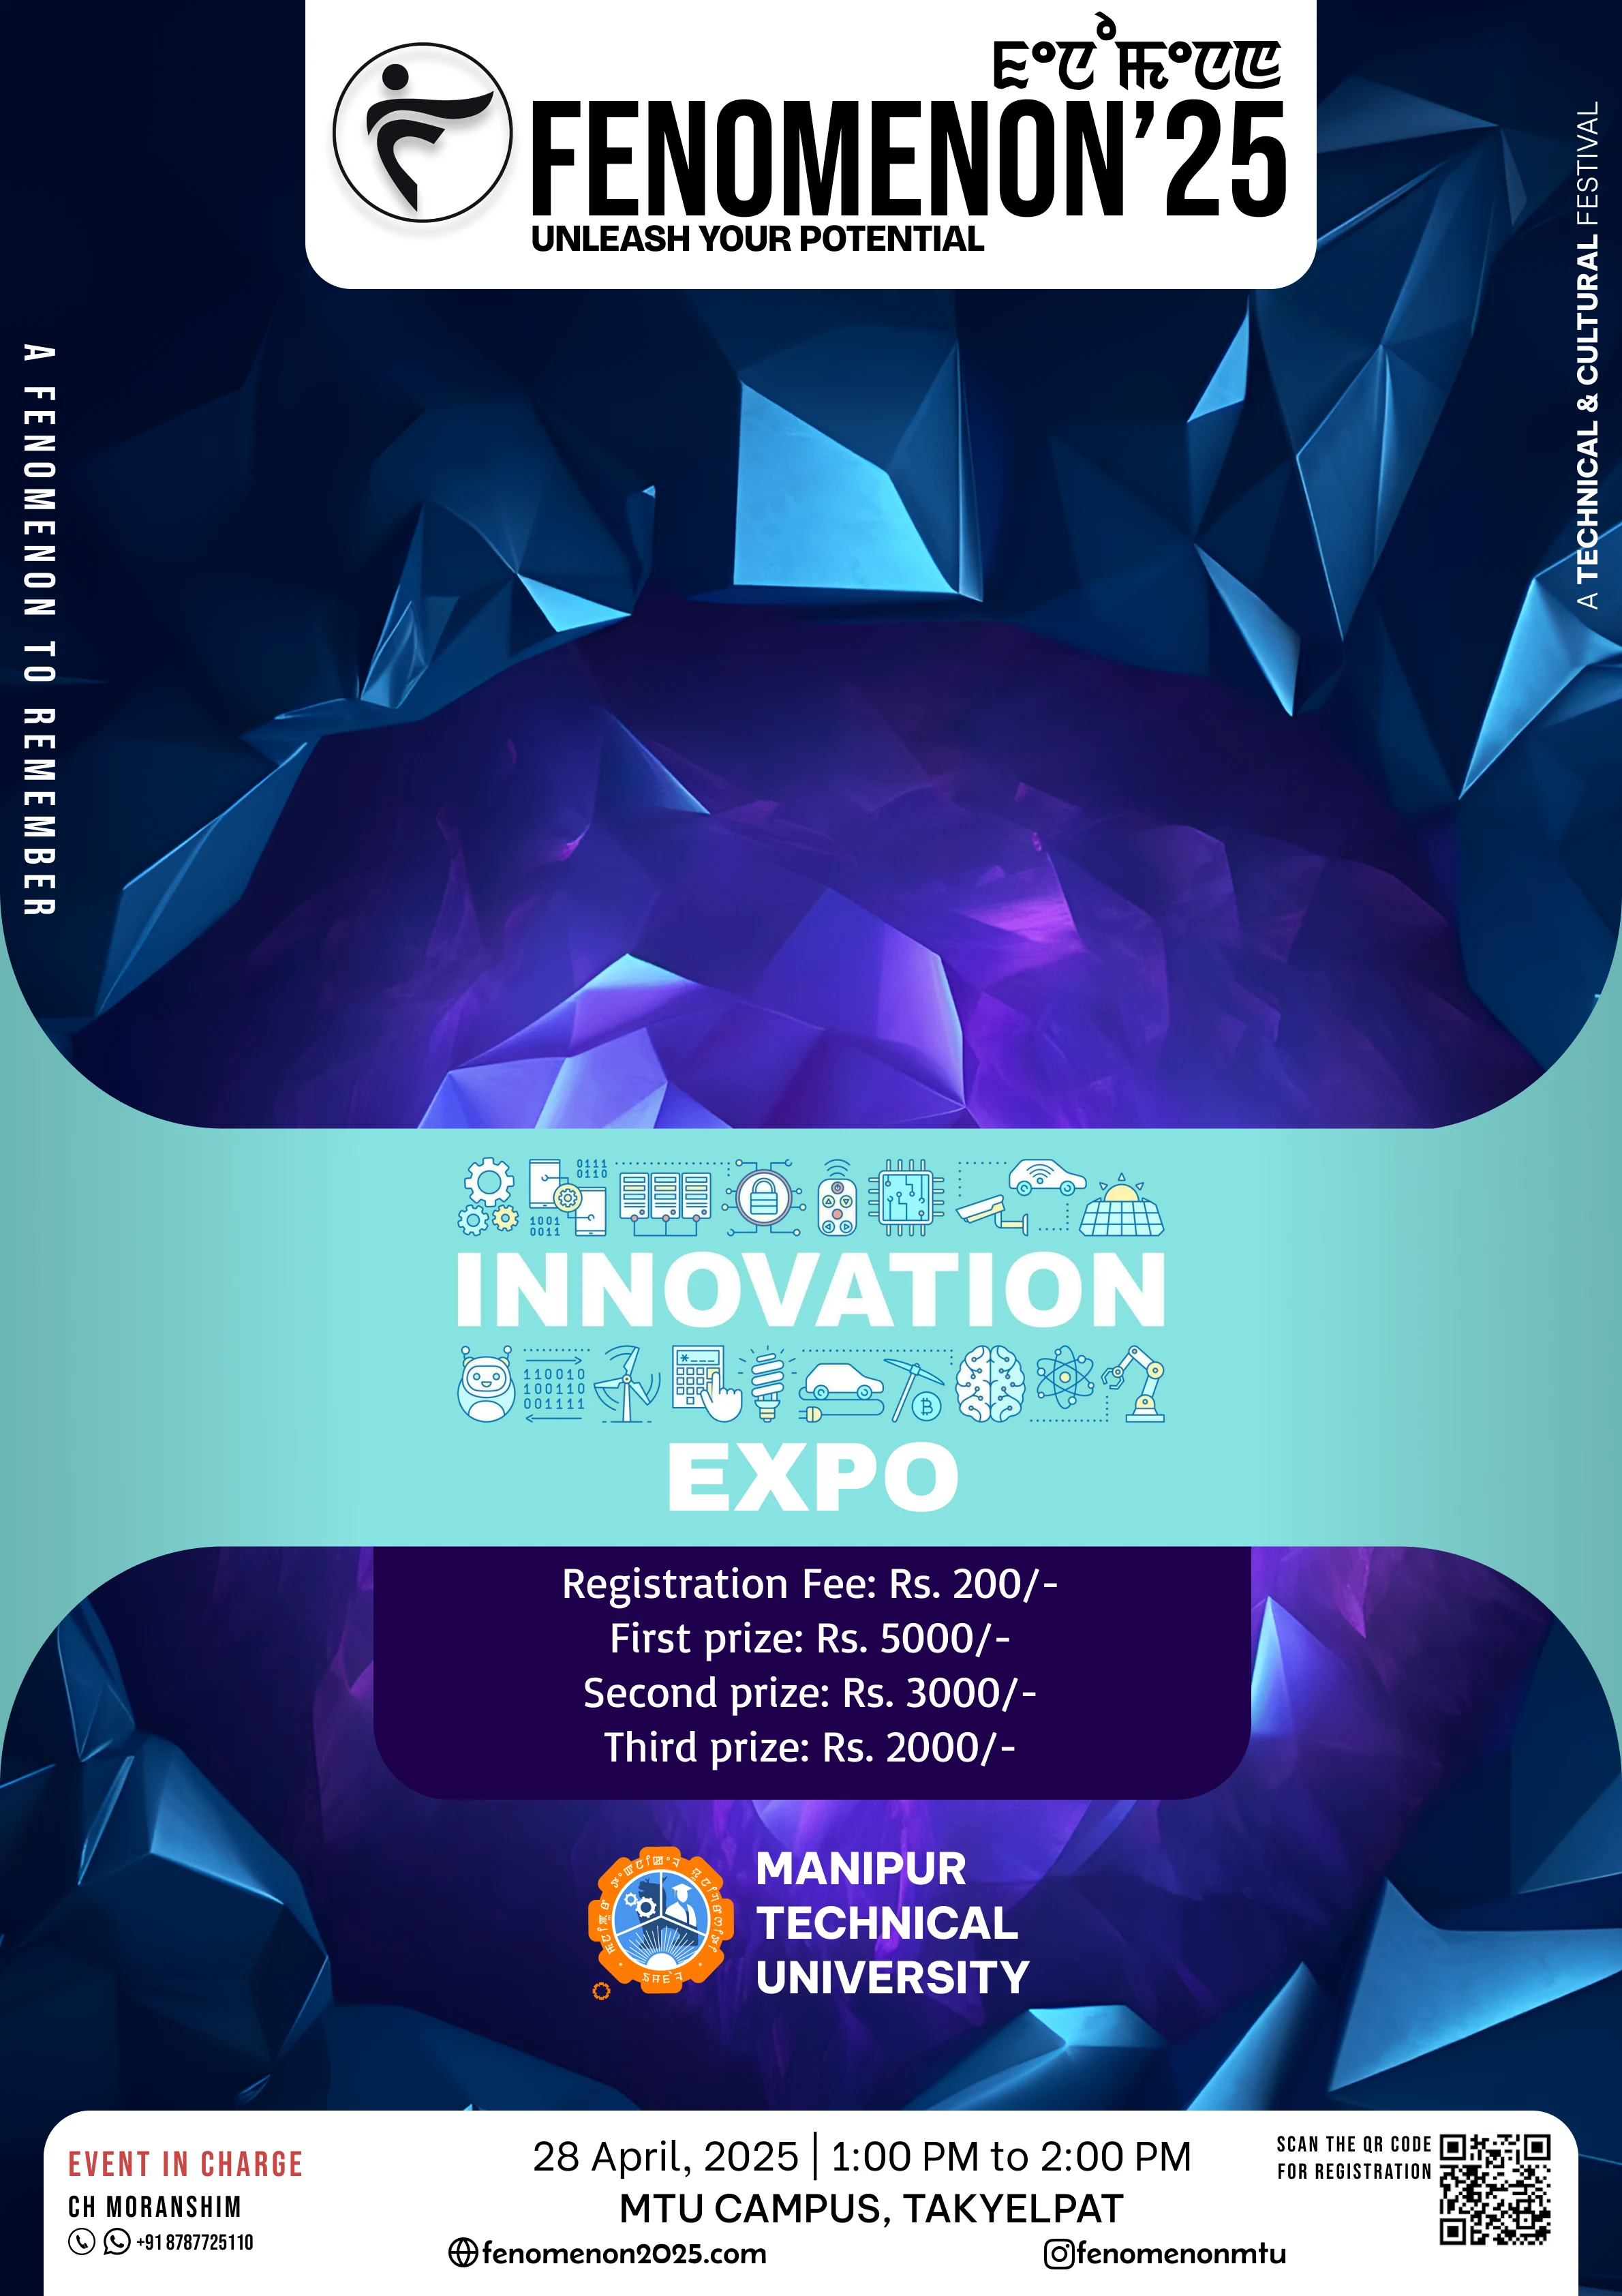 ꯐꯦꯅꯣꯃꯦꯅꯟ
FENOMENON’25
UNLEASH YOUR POTENTIAL
A TECHNICAL & CULTURAL FESTIVAL
A FENOMENON TO REMEMBER
0111
0110
1001
0011
INNOVATION
110010
100110
001111
EXPO
Registration Fee: Rs. 200/-
First prize: Rs. 5000/-
Second prize: Rs. 3000/-
Third prize: Rs. 2000/-
MANIPUR
TECHNICAL
UNIVERSITY
EVENT IN CHARGE
CH MORANSHIM
+91 8787725110
28 April, 2025 | 1:00 PM to 2:00 PM
MTU CAMPUS, TAKYELPAT
fenomenon2025.com
fenomenonmtu
SCAN THE QR CODE
FOR REGISTRATION